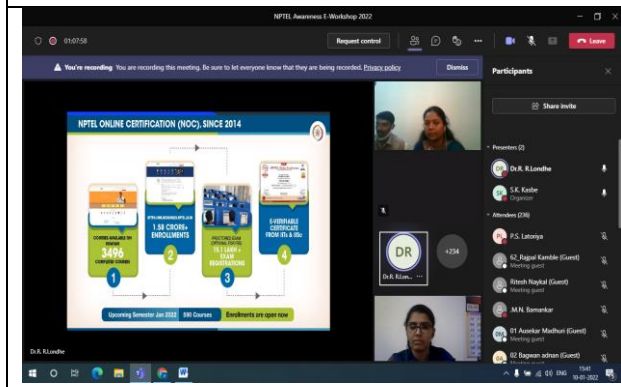 NPTEL Awareness E-Workshop 2022
01:07:58
Request control
Leave
You're recording You are recording this meeting. Be sure to let everyone know that they are being recorded. Privacy policy
Dismiss
Participants
Share invite
Presenters (2)
Dr.R. R.Londhe
S.K. Kasbe
Organizer
Attendees (236)
P.S. Latoriya
62_Rajpal Kamble (Guest)
Meeting guest
Ritesh Naykal (Guest)
Meeting guest
.M.N. Bamankar
01 Ausekar Madhuri (Guest)
Meeting guest
02 Bagwan adnan (Guest)
NPTEL ONLINE CERTIFICATION (NOC), SINCE 2014
3496
COMPLETED COURSES
1
1.58 CRORE+
ENROLLMENTS
2
EXAM
REGISTRATIONS
3
E-VERIFIABLE
CERTIFICATE
FROM IITs & IISc
4
Upcoming Semester Jan 2022
590 Courses
Enrollments are open now
DR
+234
Dr.R. R.Lon...
Dr.R. R.Londhe
ENG
15:41
10-01-2022